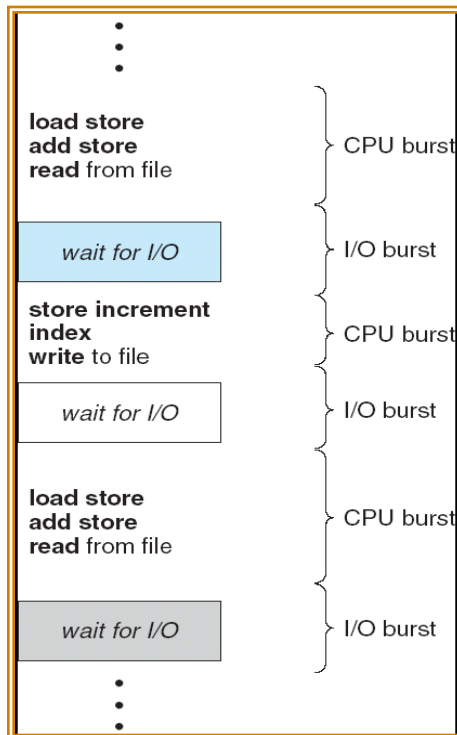 load store
add store
read from file
CPU burst
wait for I/O
I/O burst
store increment
index
write to file
CPU burst
wait for I/O
I/O burst
load store
add store
read from file
CPU burst
wait for I/O
I/O burst